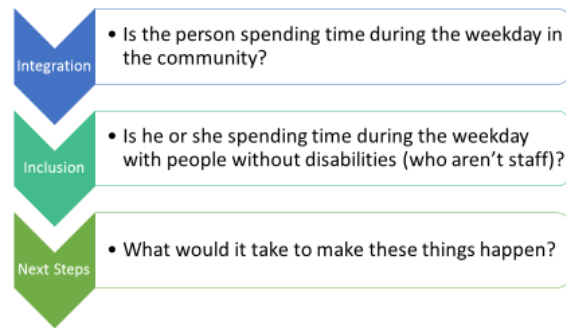 Integration
• Is the person spending time during the weekday in
the community?
Inclusion
• Is he or she spending time during the weekday
with people without disabilities (who aren't staff)?
Next Steps
• What would it take to make these things happen?